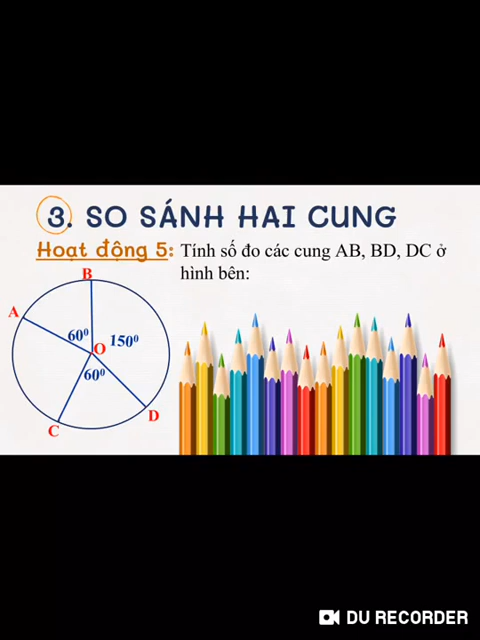 3. SO SÁNH HAI CUNG
Hoạt động 5: Tính số đo các cung AB, BD, DC ở
hình bên:
B
A
60⁰
O
150⁰
60⁰
D
C
DU RECORDER